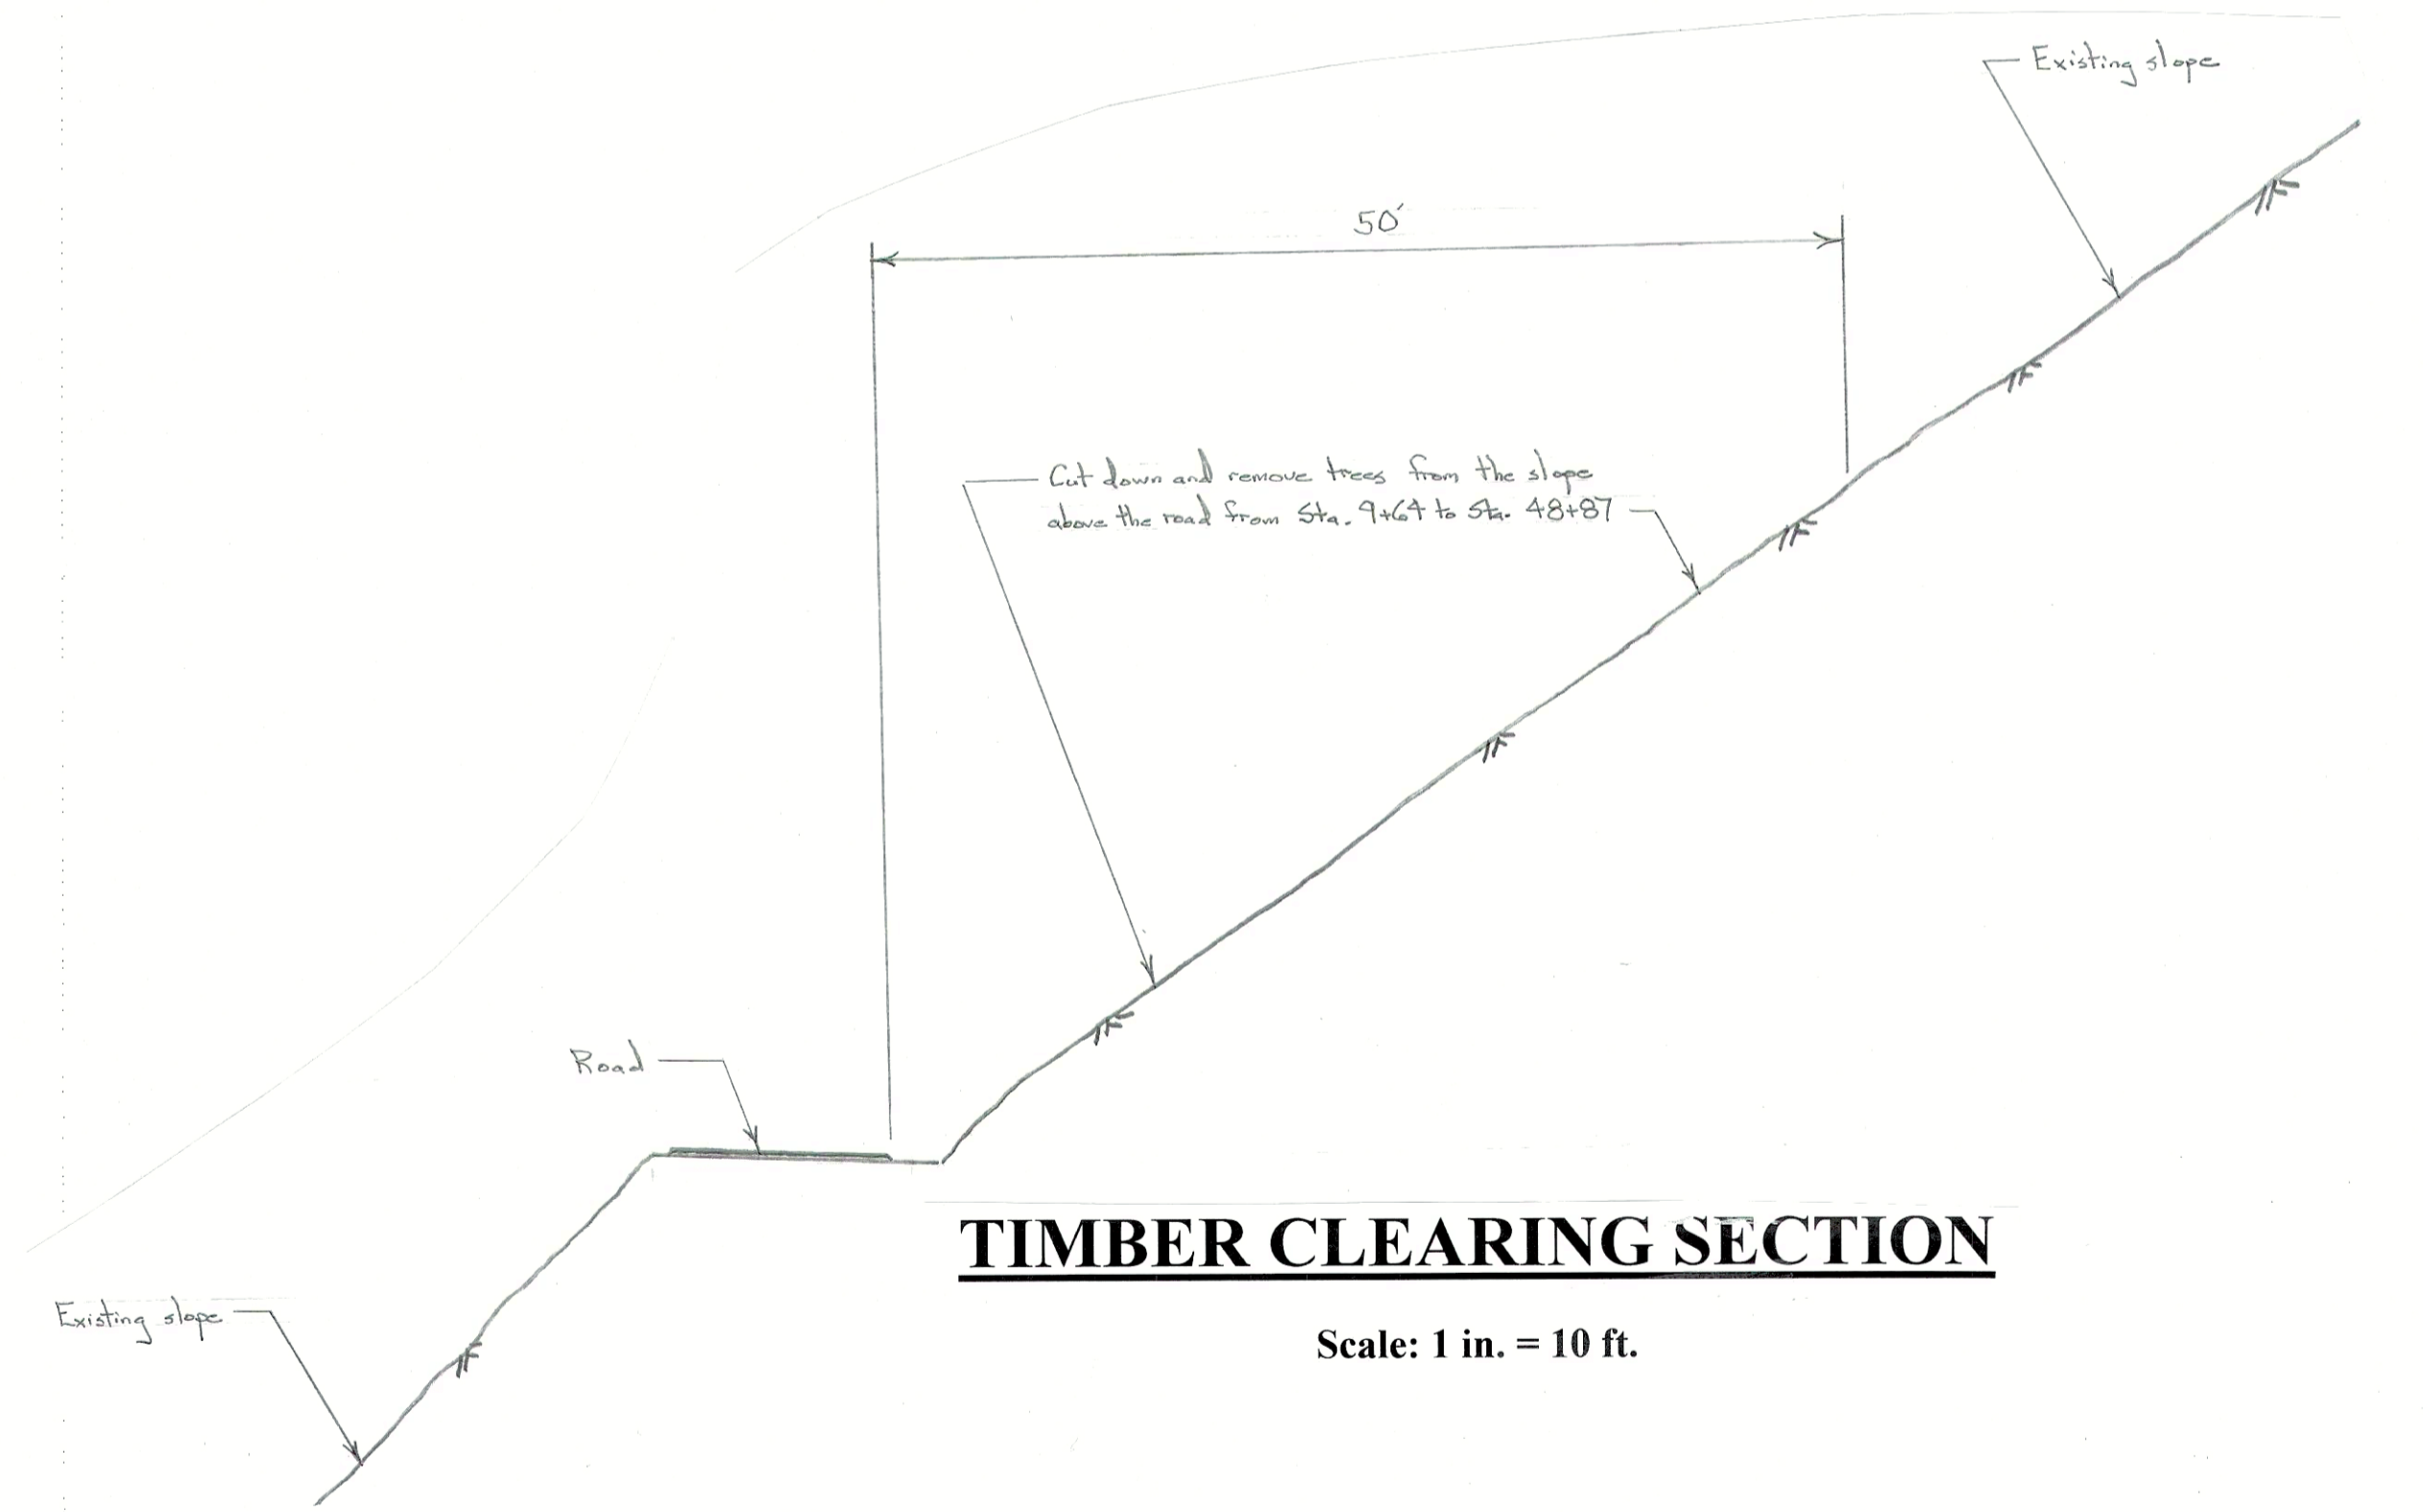 Existing slope
50'
Cut down and remove trees from the slope
above the road from Sta. 9+64 to Sta. 48+87
Road
TIMBER CLEARING SECTION
Existing slope
Scale: 1 in. = 10 ft.